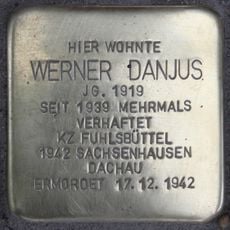 HIER WOHNTE
WERNER DANJUS
JG. 1919
SEIT 1939 MEHRMALS
VERHAFTET
KZ FUHLSBÜTTEL
1942 SACHSENHAUSEN
DACHAU
ERMORDET 17.12.1942